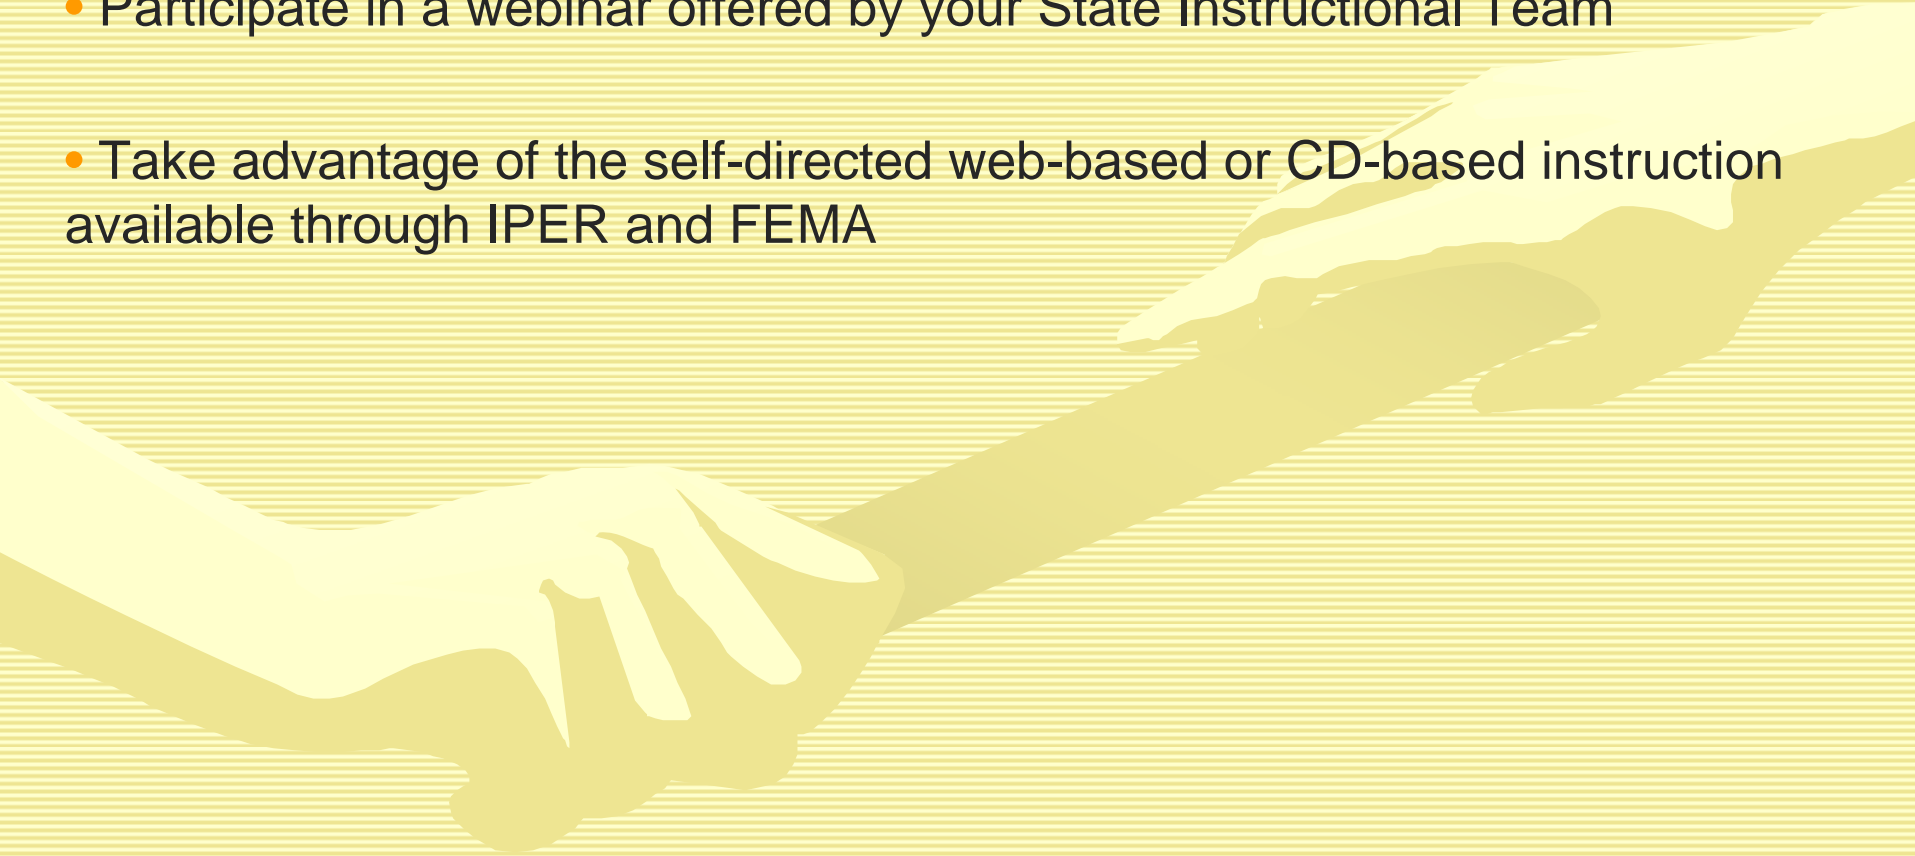 • Participate in a webinar offered by your State Instructional Team
• Take advantage of the self-directed web-based or CD-based instruction
available through IPER and FEMA